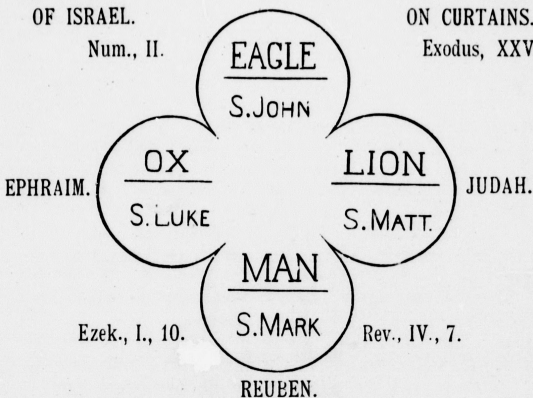 OF ISRAEL.
ON CURTAINS.
Num., II.
Exodus, XXV
EAGLE
S. JOHN
OX
S. LUKE
LION
S. MATT.
EPHRAIM.
JUDAH.
MAN
S. MARK
Ezek., I., 10.
Rev., IV., 7.
REUBEN.